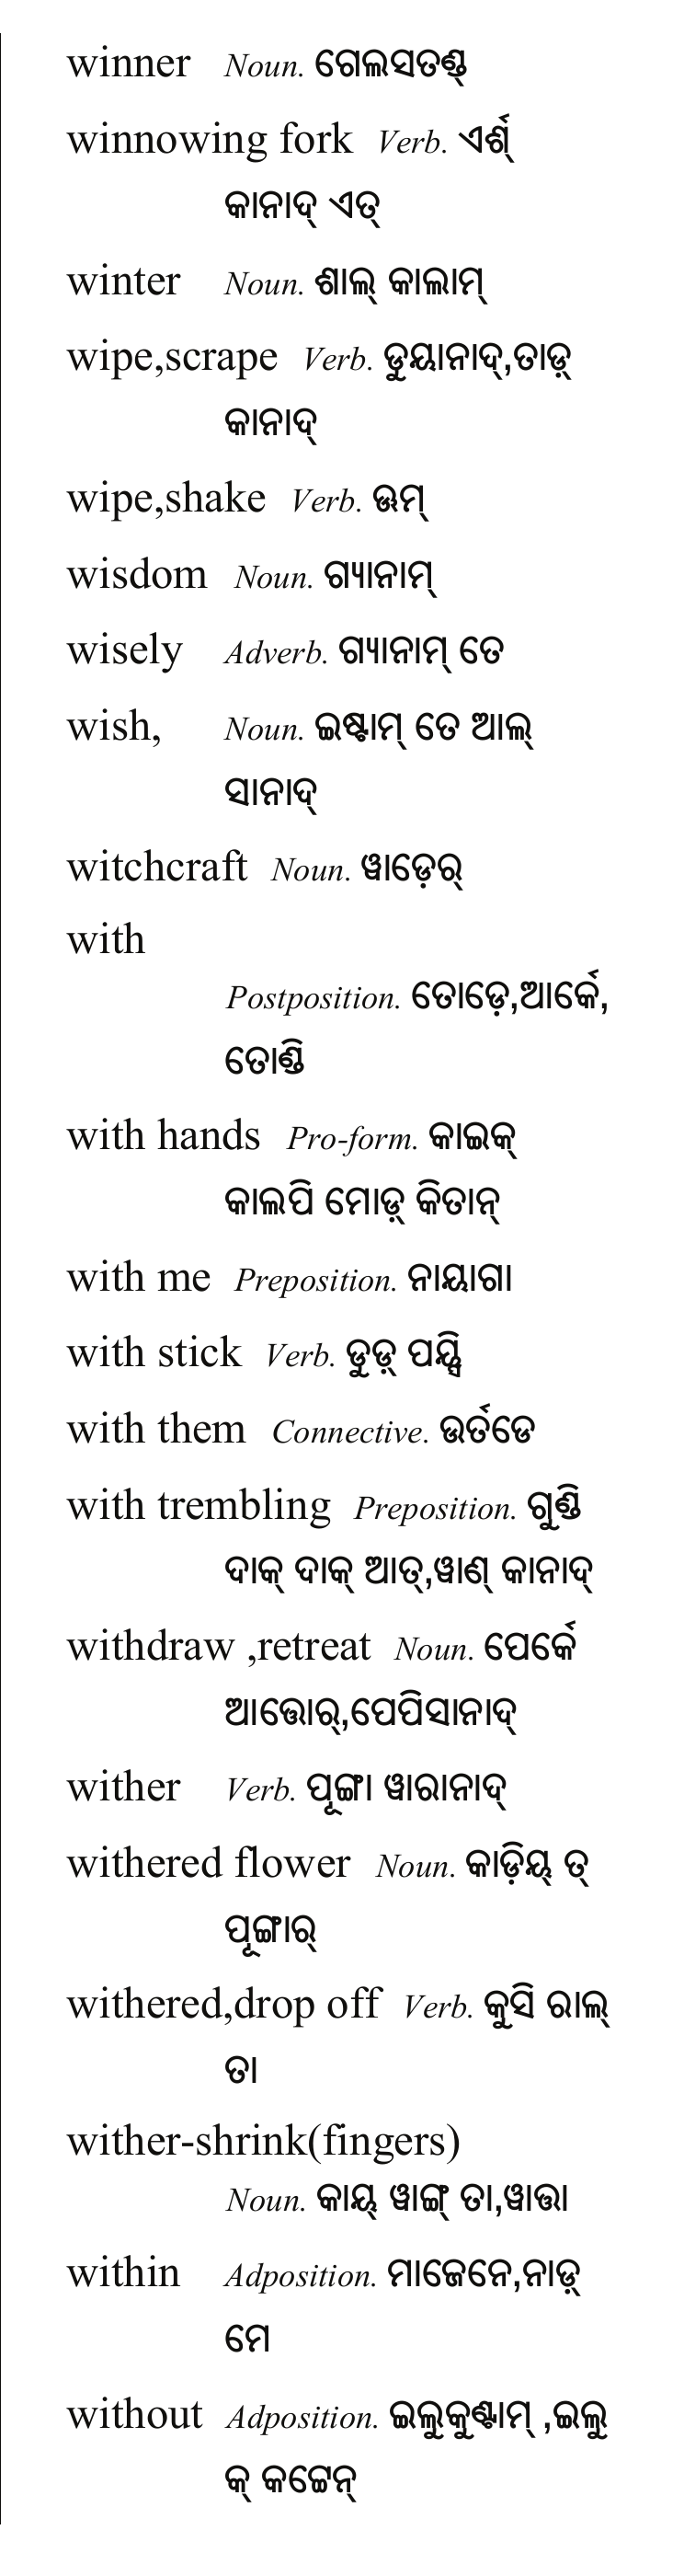 winner Noun. ଗେଲସତଣ୍ଡ୍
winnowing fork Verb. ଏର୍ଶ୍
କାନାଦ୍ ଏତ୍
winter Noun. ଶାଲ୍ କାଲାମ୍
wipe,scrape Verb. ଡୁୟାନାଦ୍,ତାଡ଼୍
କାନାଦ୍
wipe,shake Verb. ଊମ୍
wisdom Noun. ଗ୍ୟାନାମ୍
wisely Adverb. ଗ୍ୟାନାମ୍ ତେ
wish, Noun. ଇଷ୍ଟାମ୍ ତେ ଆଲ୍
ସାନାଦ୍
witchcraft Noun. ୱାଡ଼େର୍
with
Postposition. ତୋଡ଼େ,ଆର୍କେ,
ତୋଣ୍ଡି
with hands Pro-form. କାଇକ୍
କାଲପି ମୋଡ଼୍ କିତାନ୍
with me Preposition. ନାୟାଗା
with stick Verb. ଡୁଡ଼୍ ପୟ୍ସି
with them Connective. ଉର୍ତଡେ
with trembling Preposition. ଗୁଣ୍ଡି
ଦାକ୍ ଦାକ୍ ଆତ୍,ୱାଣ୍ କାନାଦ୍
withdraw ,retreat Noun. ପେର୍କେ
ଆତ୍ତୋର୍,ପେପିସାନାଦ୍
wither Verb. ପୂଙ୍ଗା ୱାରାନାଦ୍
withered flower Noun. କାଡ଼ିୟ୍ ତ୍
ପୂଙ୍ଗାର୍
withered,drop off Verb. କୁସି ରାଲ୍
ତା
wither-shrink(fingers)
Noun. କାୟ୍ ୱାଙ୍ଗ୍ ତା,ୱାତ୍ତା
within Adposition. ମାଜେନେ,ନାଡ଼୍
ମେ
without Adposition. ଇଲୁକୁଣ୍ଟାମ୍ ,ଇଲୁ
କ୍ କଟ୍ଟେନ୍